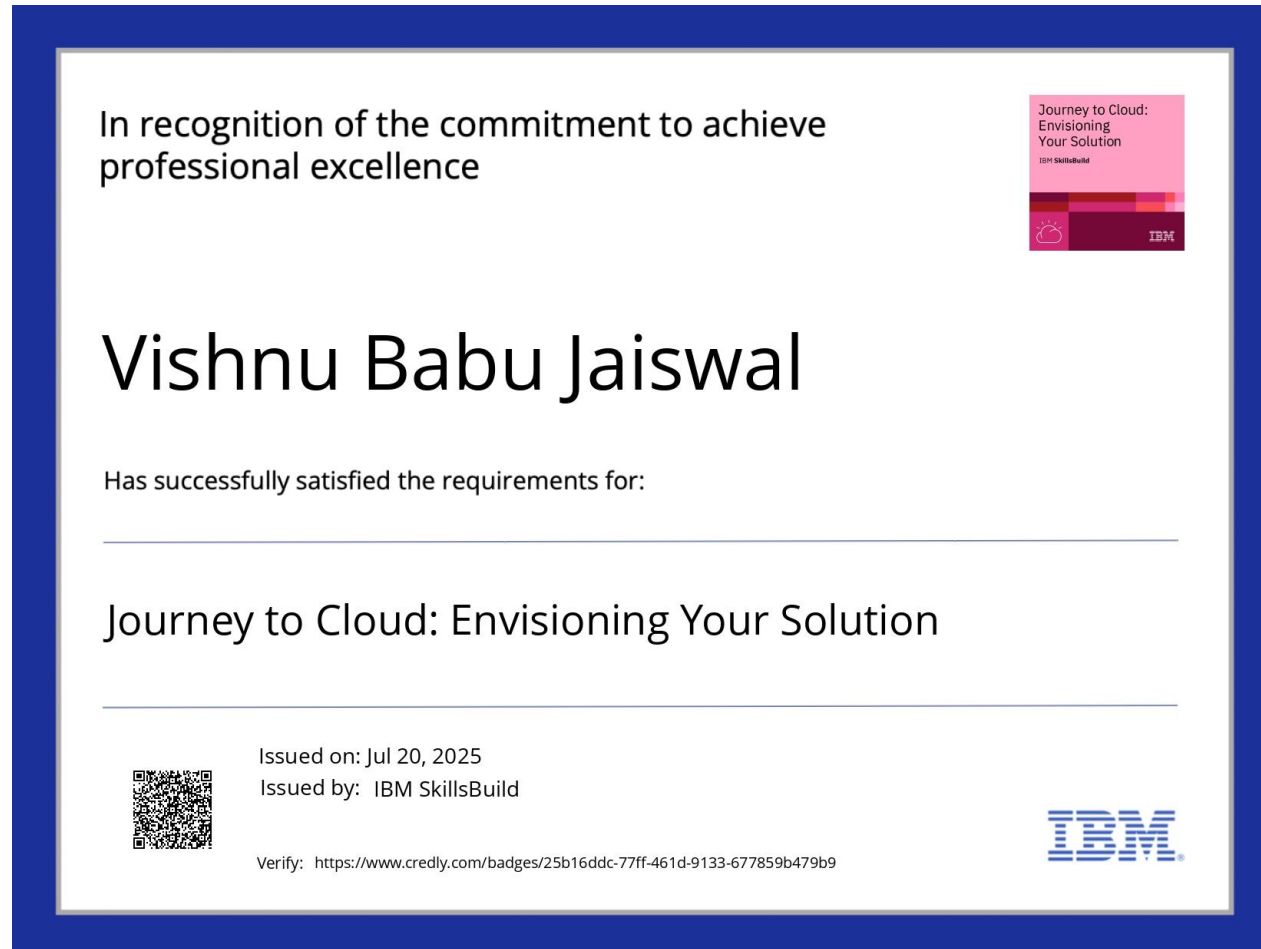 In recognition of the commitment to achieve
professional excellence
Journey to Cloud:
Envisioning
Your Solution
IBM SkillsBuild
IBM
Vishnu Babu Jaiswal
Has successfully satisfied the requirements for:
Journey to Cloud: Envisioning Your Solution
Issued on: Jul 20, 2025
Issued by: IBM SkillsBuild
IBM®
Verify: https://www.credly.com/badges/25b16ddc-77ff-461d-9133-677859b479b9